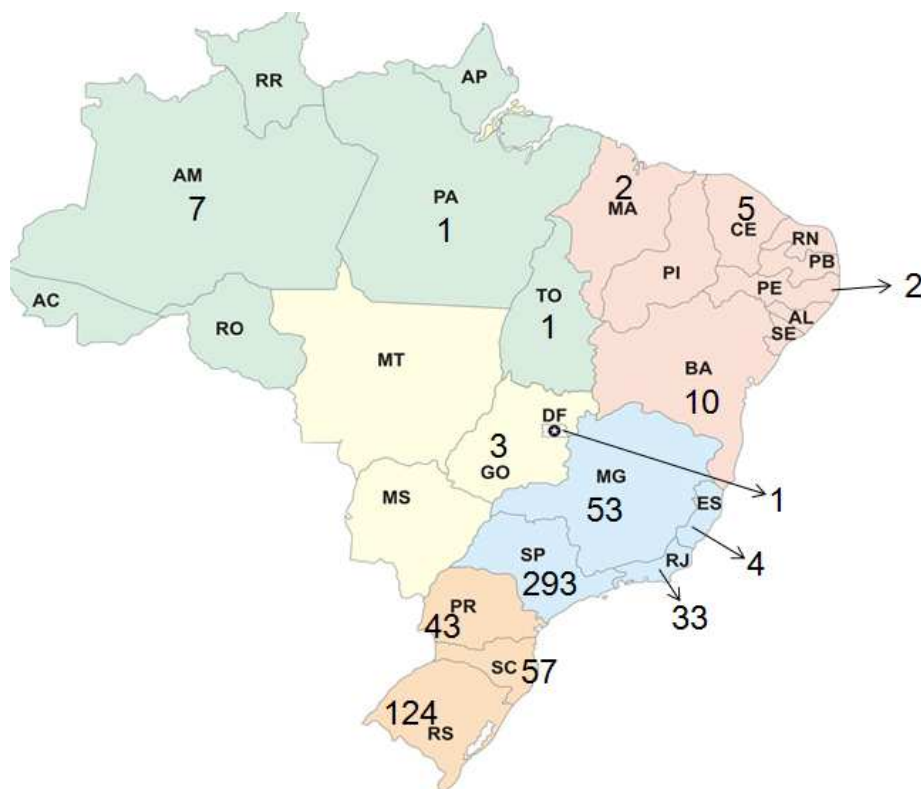 RR
AP
AM
7
PA
1
2
MA
5
CE
RN
PB
PI
PE
2
AC
RO
TO
1
AL
SE
MT
BA
10
DF
3
GO
MG
53
1
MS
ES
SP
293
RJ
4
33
PR
43
SC 57
124
RS